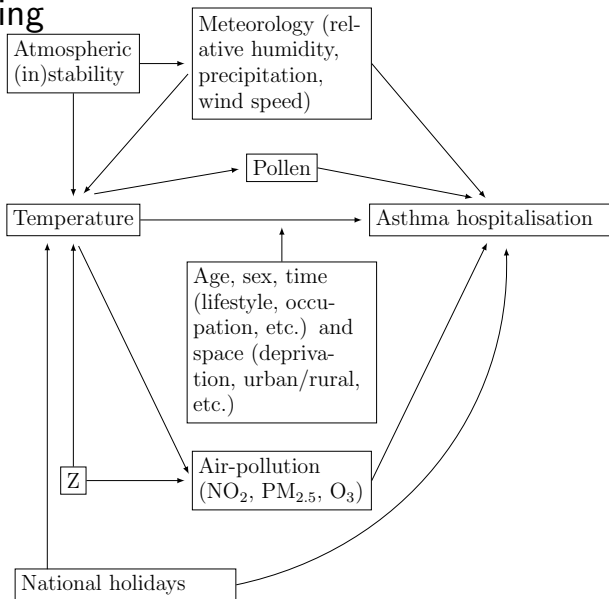 ing
Atmospheric
(in)stability
Meteorology (rel-
ative humidity,
precipitation,
wind speed)
Pollen
Temperature
Asthma hospitalisation
Age, sex, time
(lifestyle, occu-
pation, etc.) and
space (depriva-
tion, urban/rural,
etc.)
Z
Air-pollution
(NO₂, PM₂.₅, O₃)
National holidays